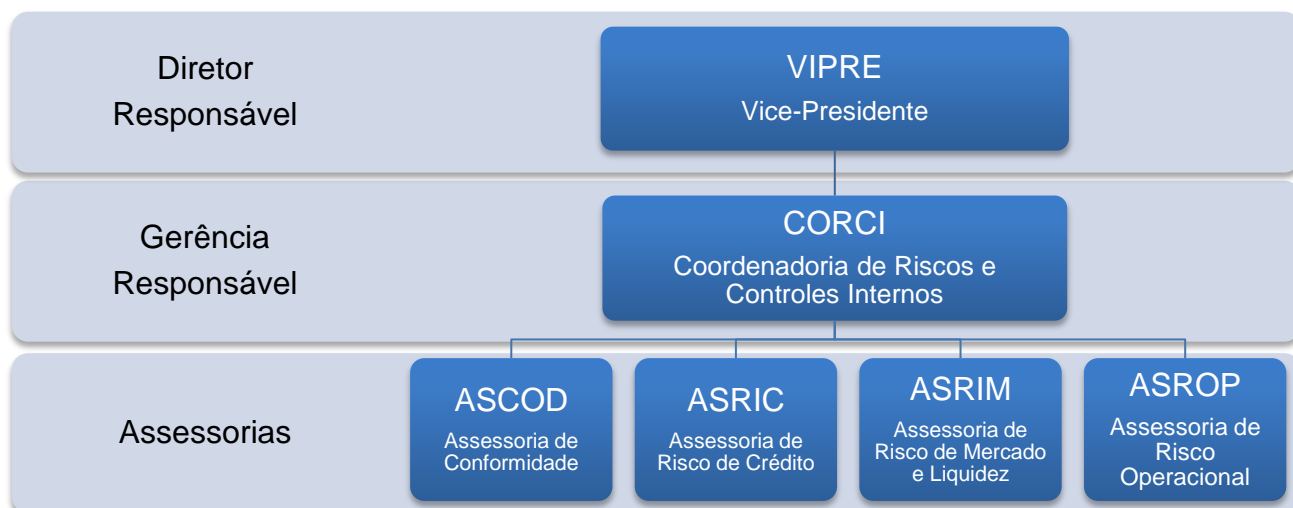 Diretor
Responsável
VIPRE
Vice-Presidente
Gerência
Responsável
CORCI
Coordenadoria de Riscos e
Controles Internos
Assessorias
ASCOD
Assessoria de
Conformidade
ASRIC
Assessoria de
Risco de Crédito
ASRIM
Assessoria de
Risco de Mercado
e Liquidez
ASROP
Assessoria de
Risco
Operacional